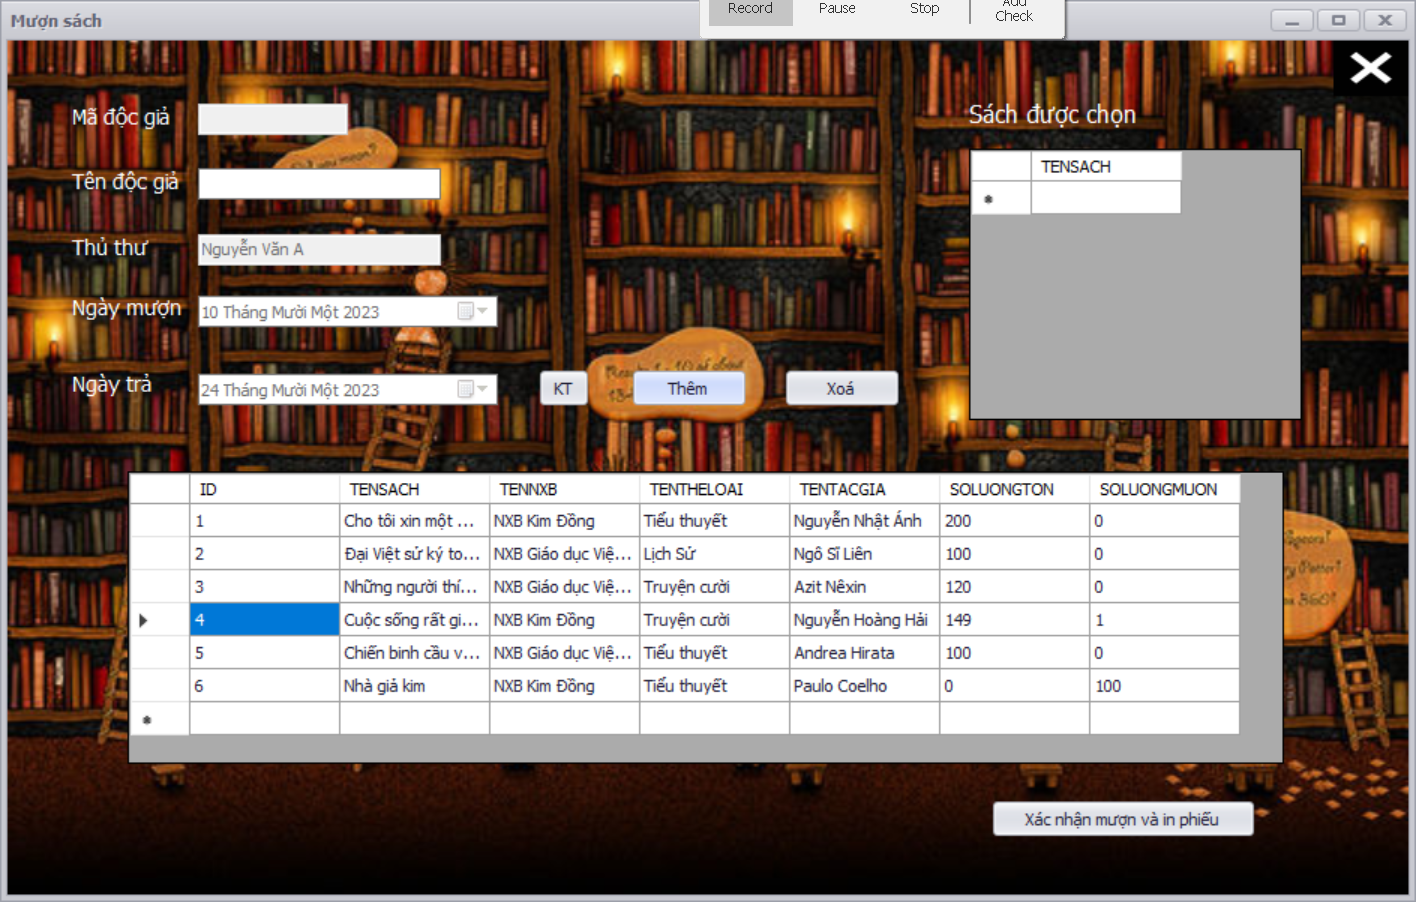 Mượn sách
Record Pause Stop Add Check
Mã độc giả
Tên độc giả
Thủ thư Nguyễn Văn A
Ngày mượn 10 Tháng Mười Một 2023
Ngày trả 24 Tháng Mười Một 2023
KT Thêm Xoá
Sách được chọn
TENSACH
ID TENSACH TENNXB TENTHELOAI TENTACGIA SOLUONGTON SOLUONGMUON
1 Cho tôi xin một ... NXB Kim Đồng Tiểu thuyết Nguyễn Nhật Ánh 200 0
2 Đại Việt sử ký to... NXB Giáo dục Việ... Lịch Sử Ngô Sĩ Liên 100 0
3 Những người thí... NXB Giáo dục Việ... Truyện cười Azit Nêxin 120 0
4 Cuộc sống rất gi... NXB Kim Đồng Truyện cười Nguyễn Hoàng Hải 149 1
5 Chiến binh cầu v... NXB Giáo dục Việ... Tiểu thuyết Andrea Hirata 100 0
6 Nhà giả kim NXB Kim Đồng Tiểu thuyết Paulo Coelho 0 100
Xác nhận mượn và in phiếu